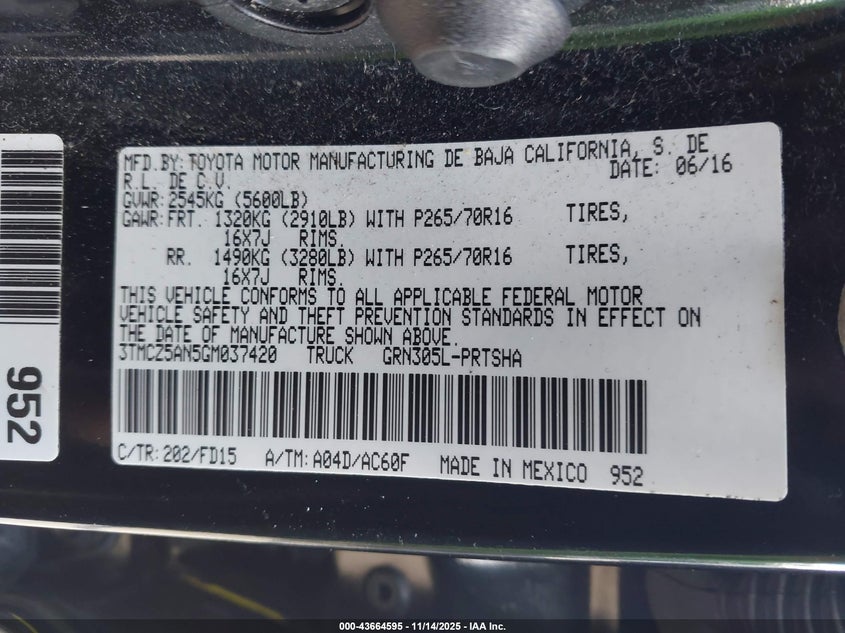 MFD.BY:TOYOTA MOTOR MANUFACTURING DE BAJA CALIFORNIA, S. DE
R.L. DE C.V. DATE: 06/16
GVWR:2545KG (5600LB)
GAWR:FRT. 1320KG (2910LB) WITH P265/70R16 TIRES,
16X7J RIMS.
RR. 1490KG (3280LB) WITH P265/70R16 TIRES,
16X7J RIMS.
THIS VEHICLE CONFORMS TO ALL APPLICABLE FEDERAL MOTOR
VEHICLE SAFETY AND THEFT PREVENTION STANDARDS IN EFFECT ON
THE DATE OF MANUFACTURE SHOWN ABOVE.
3TMCZ5AN5GM037420 TRUCK GRN305L-PRTSHA
C/TR:202/FD15 A/TM:A04D/AC60F MADE IN MEXICO 952
952
000-43664595 - 11/14/2025 - IAA Inc.